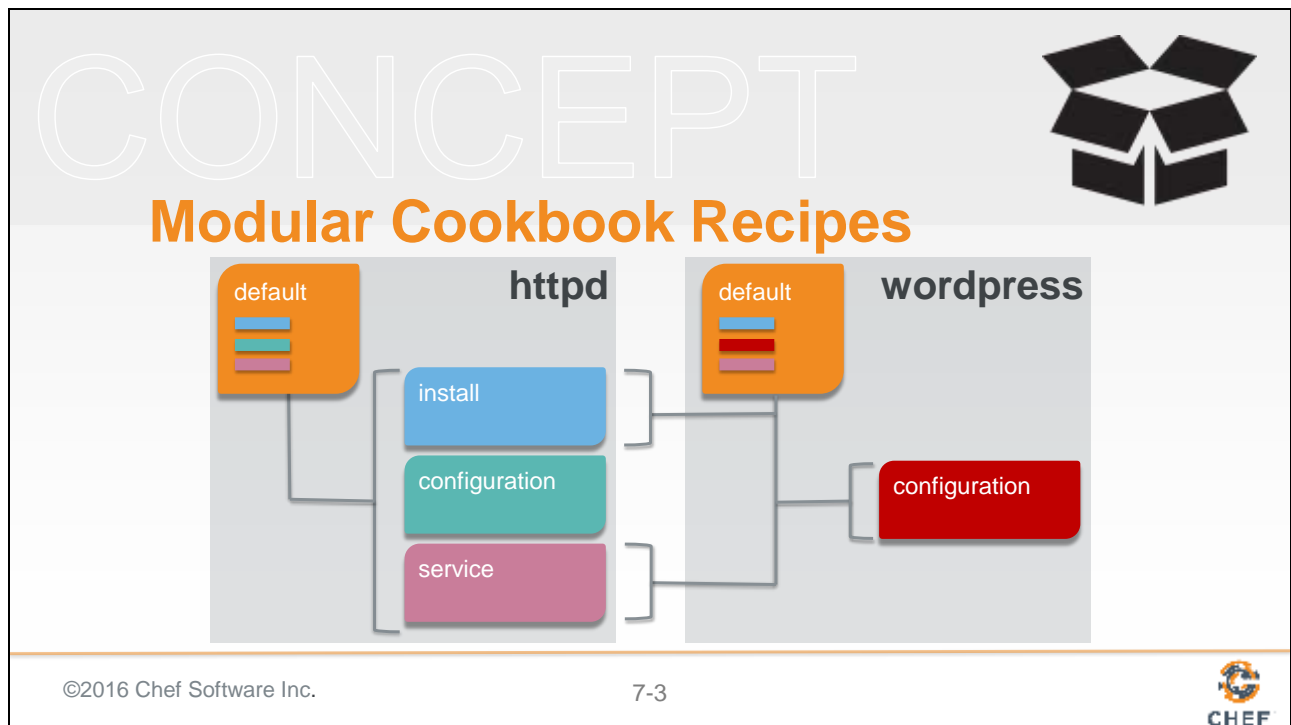 CONCEPT
Modular Cookbook Recipes
default
httpd
install
configuration
service
default
wordpress
configuration
©2016 Chef Software Inc.
7-3
CHEF